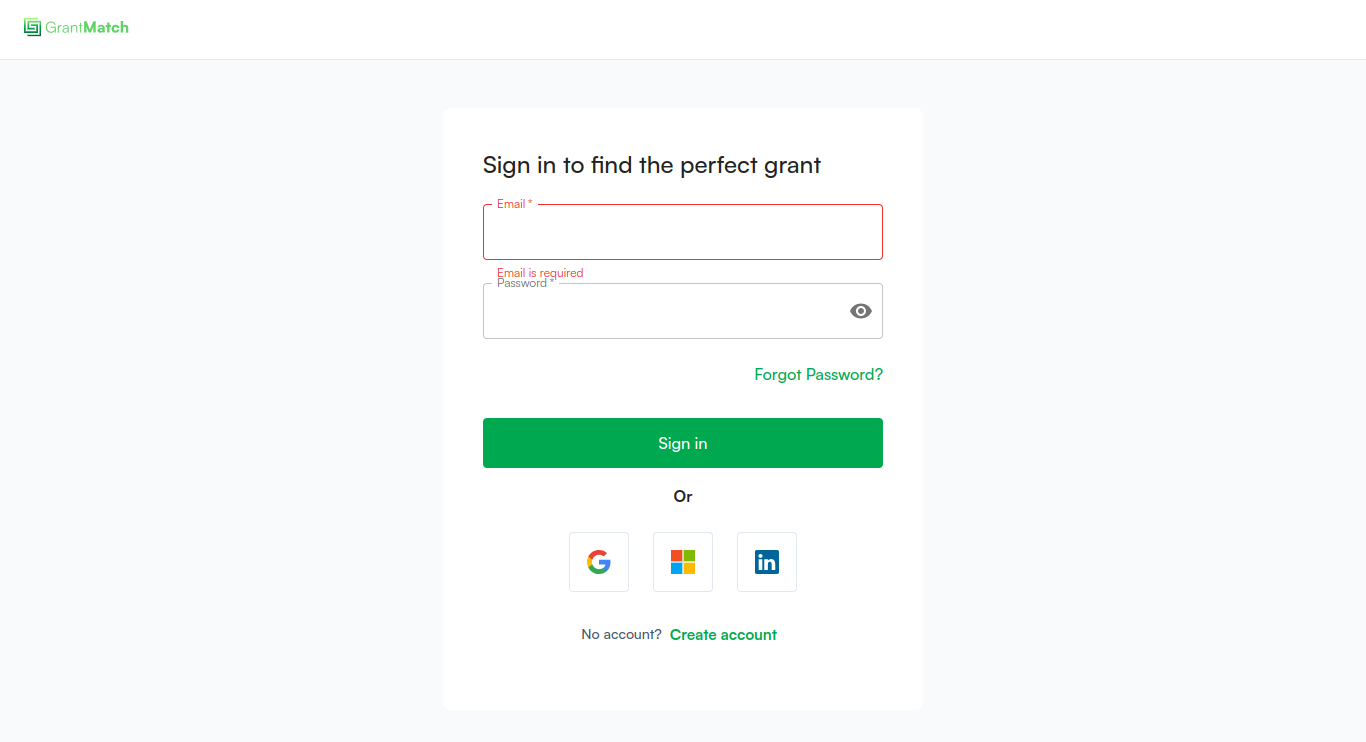 GrantMatch
Sign in to find the perfect grant
Email *
Email is required
Password *
Forgot Password?
Sign in
Or
No account? Create account